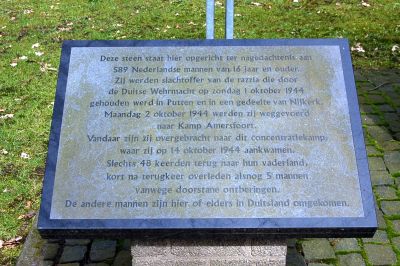 Deze steen staat hier opgericht ter nagedachtenis aan
589 Nederlandse mannen van 16 jaar en ouder.
Zij werden slachtoffer van de razzia die door
de Duitse Wehrmacht op zondag 1 oktober 1944
gehouden werd in Putten en in een gedeelte van Nijkerk.
Maandag 2 oktober 1944 werden zij weggevoerd
naar Kamp Amersfoort.
Vandaar zijn zij overgebracht naar dit concentratiekamp,
waar zij op 14 oktober 1944 aankwamen.
Slechts 48 keerden terug naar hun vaderland,
kort na terugkeer overleden alsnog 5 mannen
vanwege doorstane ontberingen.
De andere mannen zijn hier of elders in Duitsland omgekomen.